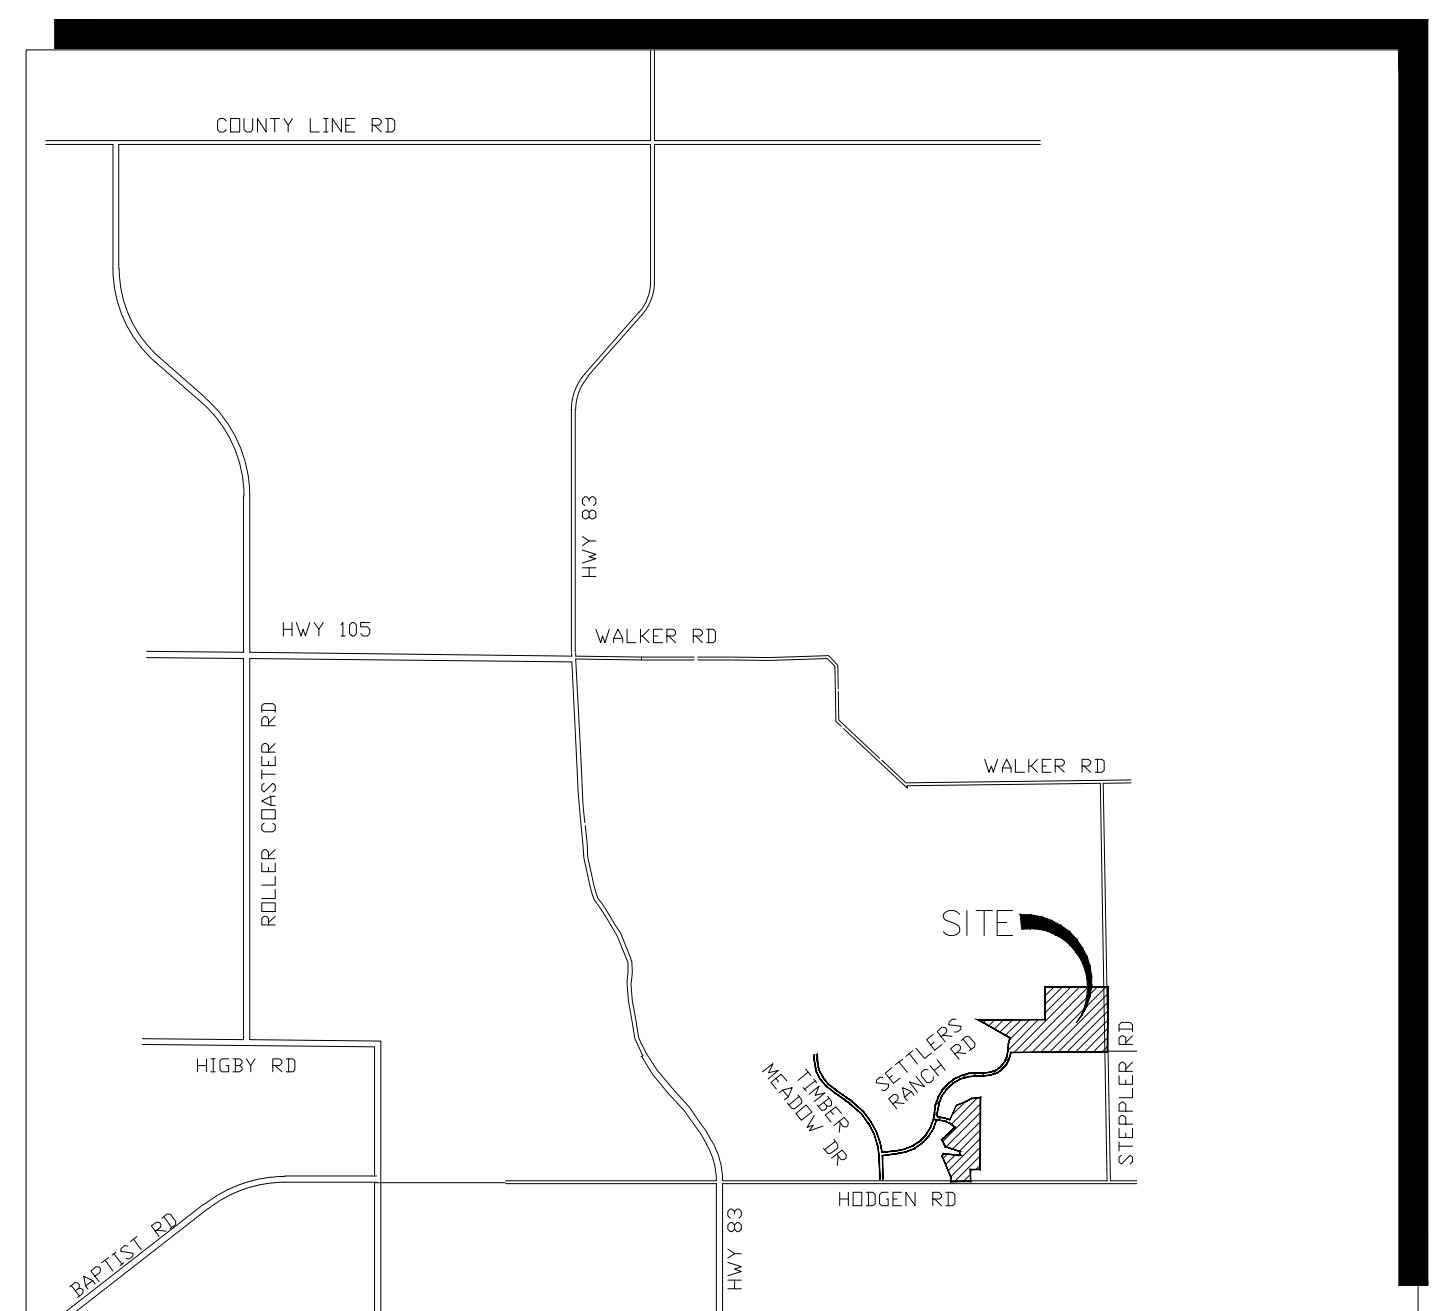 COUNTY LINE RD
HWY 83
HWY 105
WALKER RD
ROLLER COASTER RD
WALKER RD
SITE
SETTLERS
RANCH RD
STEPPLER RD
HIGBY RD
TIMBER
MEADOW DR
HODGEN RD
BAPTIST RD
HWY 83